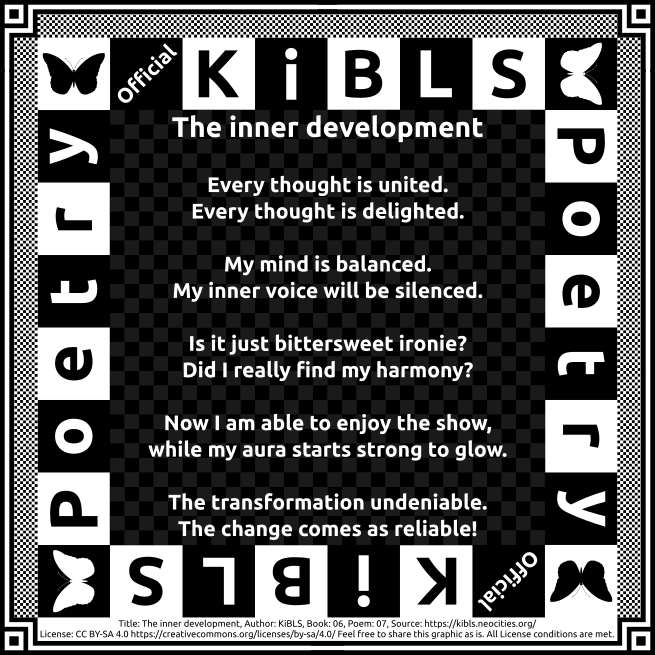 Official KiBLS
Poetry
Poetry
The inner development
Every thought is united.
Every thought is delighted.
My mind is balanced.
My inner voice will be silenced.
Is it just bittersweet ironie?
Did I really find my harmony?
Now I am able to enjoy the show,
while my aura starts strong to glow.
The transformation undeniable.
The change comes as reliable!
Official KiBLS
Title: The inner development, Author: KiBLS, Book: 06, Poem: 07, Source: https://kibls.neocities.org/
License: CC BY-SA 4.0 https://creativecommons.org/licenses/by-sa/4.0/ Feel free to share this graphic as is. All License conditions are met.